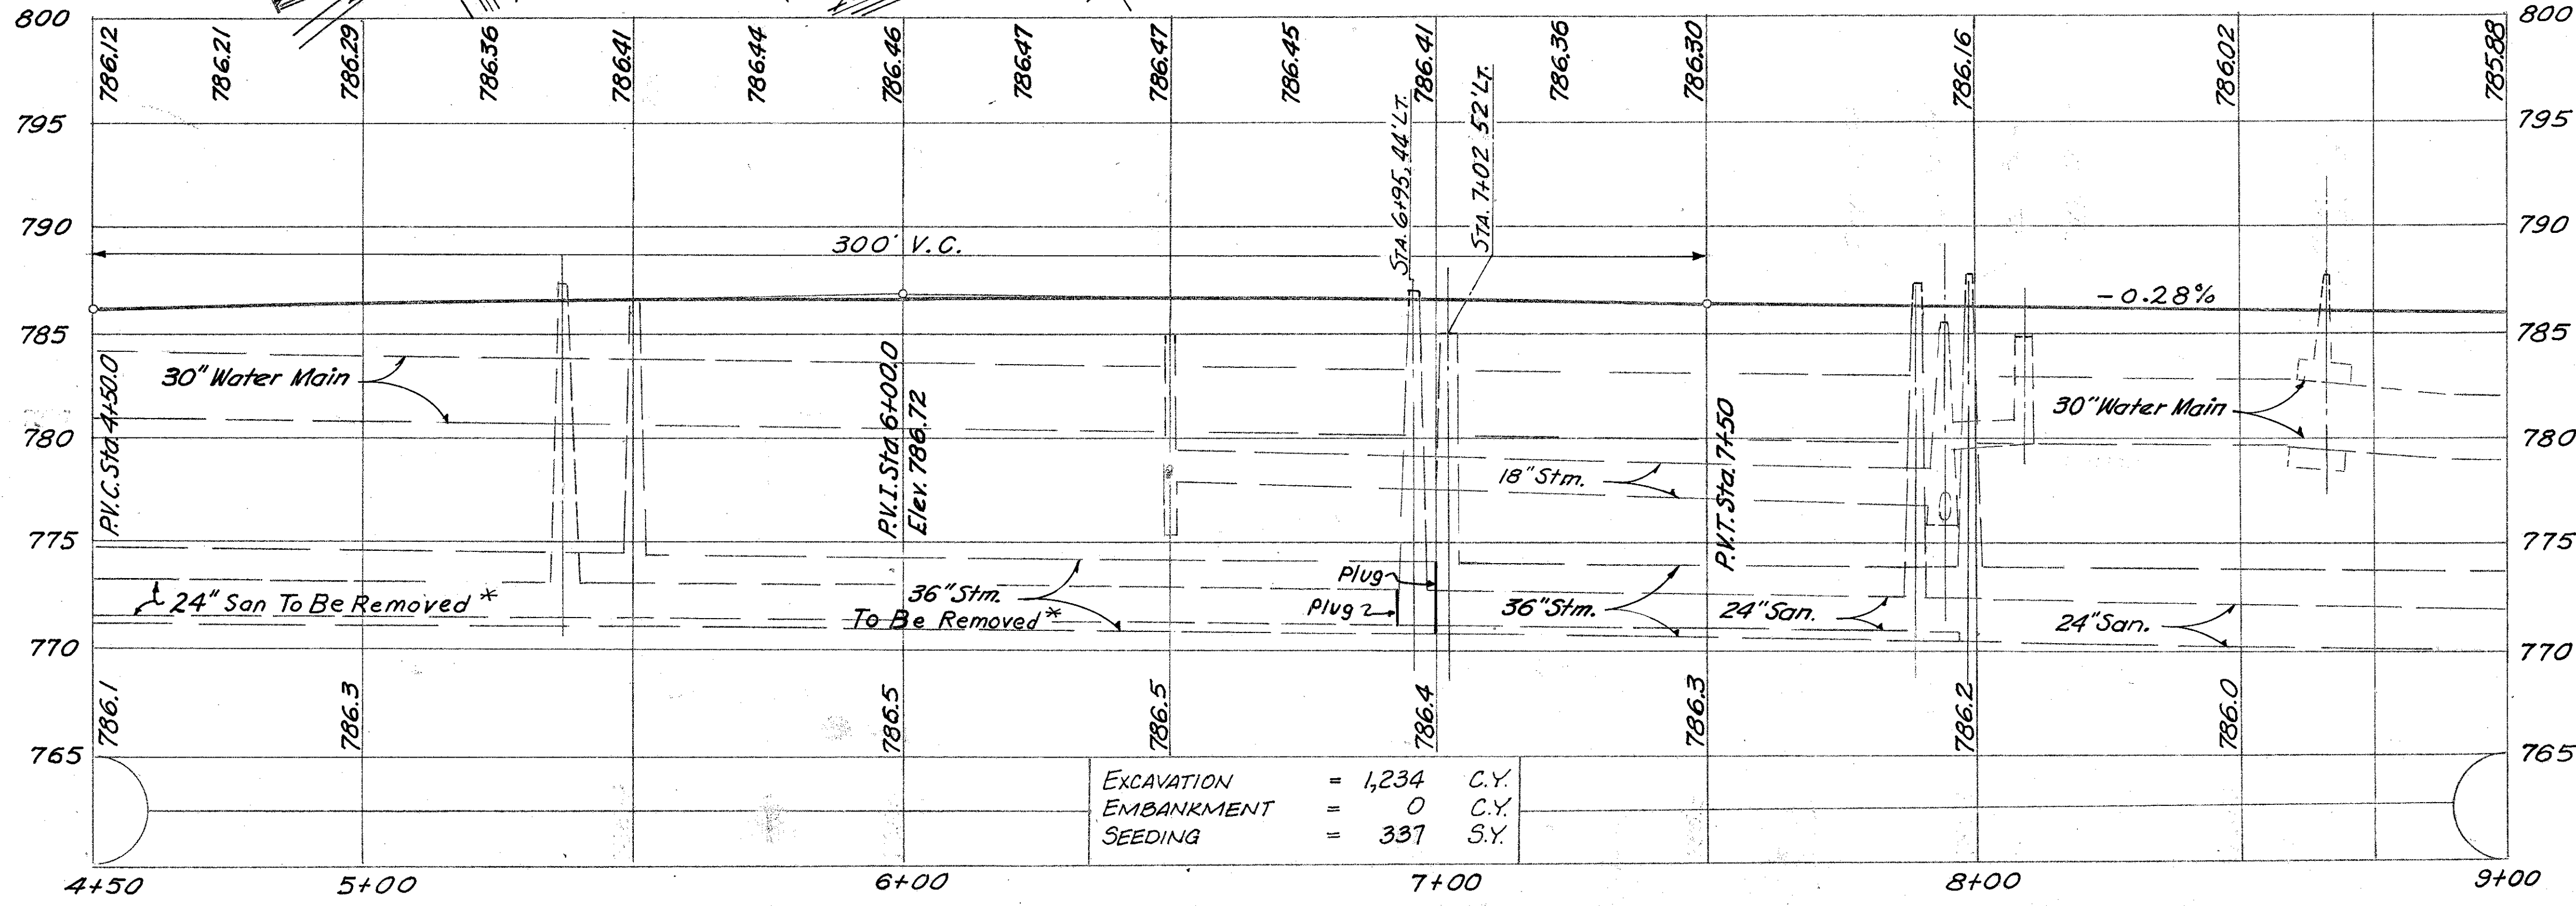 800 800
786.12 786.21 786.29 786.36 786.41 786.44 786.46 786.47 786.47 786.45 786.41 786.36 786.30 786.16 786.02 785.88
795 795
STA. 6+95, 44' LT.
STA. 7+02 52' LT.
790 790
300' V.C.
-0.28%
785 785
30" Water Main
30" Water Main
780 780
P.V.C. Sta. 4+50.0
P.V.I. Sta. 6+00.0
Elev. 786.72
P.V.T. Sta. 7+50
18" Stm.
775 775
24" San To Be Removed *
36" Stm.
To Be Removed *
Plug
Plug
36" Stm.
24" San.
24" San.
770 770
786.1 786.3 786.5 786.5 786.4 786.3 786.2 786.0
765 765
EXCAVATION = 1,234 C.Y.
EMBANKMENT = 0 C.Y.
SEEDING = 337 S.Y.
4+50 5+00 6+00 7+00 8+00 9+00